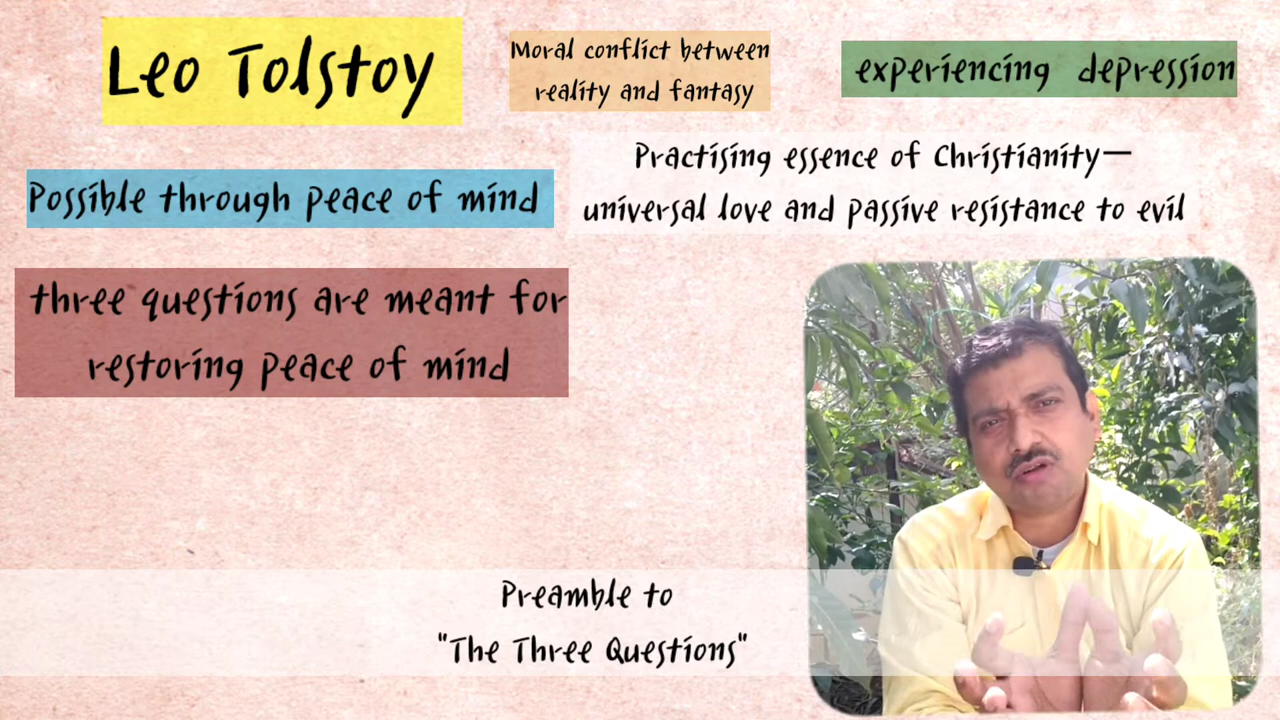 Leo Tolstoy
Moral conflict between
reality and fantasy
experiencing depression
Practising essence of Christianity—
universal love and passive resistance to evil
Possible through peace of mind
three questions are meant for
restoring peace of mind
Preamble to
"The Three Questions"